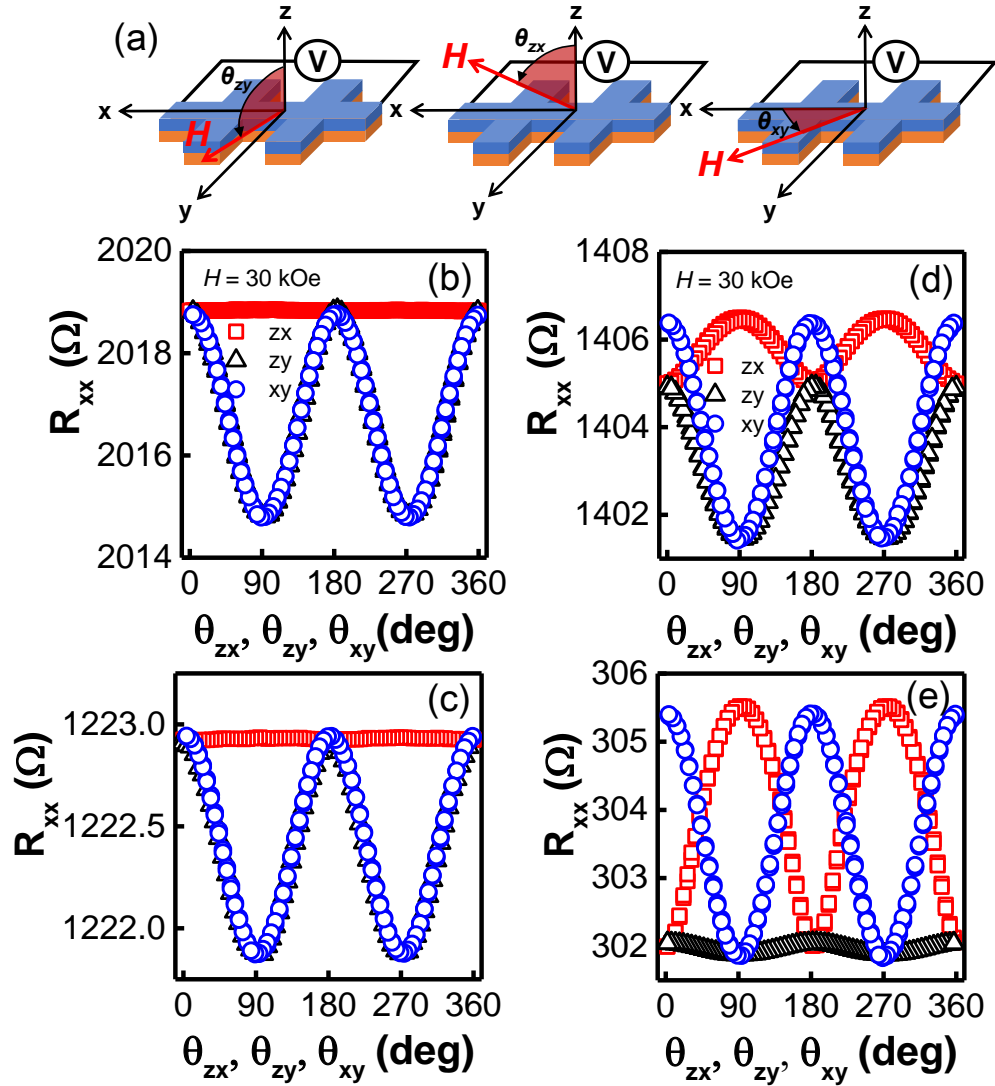 (a)
z
z
z
θzy
θzx
V
V
V
H
x
x
x
H
θxy
H
y
y
y
2020
2018
2016
2014
Rxx (Ω)
(b)
H = 30 kOe
zx
zy
xy
0 90 180 270 360
θzx, θzy, θxy (deg)
1408
1406
1404
1402
Rxx (Ω)
(d)
H = 30 kOe
zx
zy
xy
0 90 180 270 360
θzx, θzy, θxy (deg)
1223.0
1222.5
1222.0
Rxx (Ω)
(c)
0 90 180 270 360
θzx, θzy, θxy (deg)
306
305
304
303
302
Rxx (Ω)
(e)
0 90 180 270 360
θzx, θzy, θxy (deg)